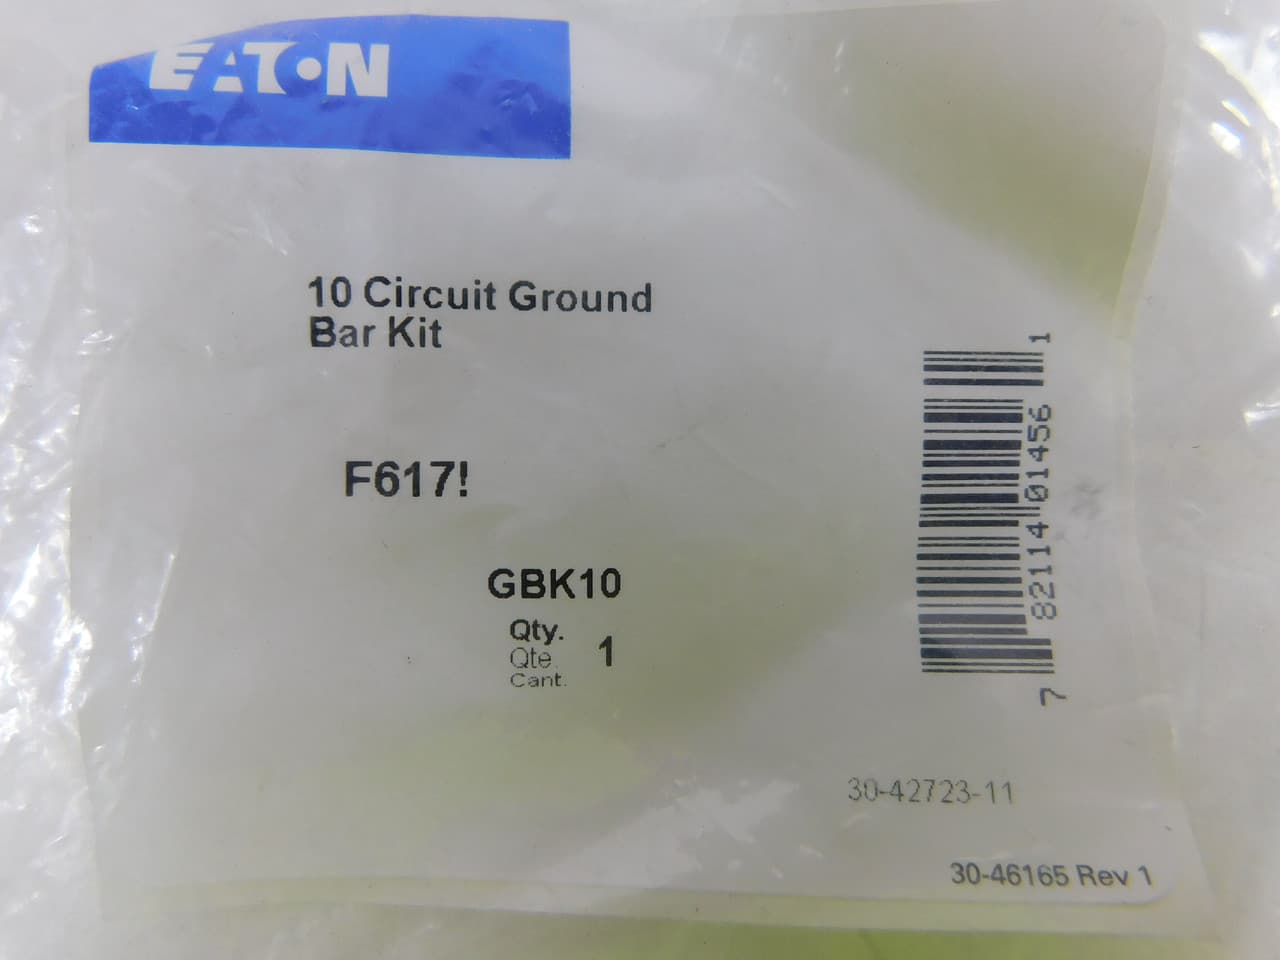 EATON
10 Circuit Ground
Bar Kit
F617!
GBK10
Qty.
Qte.
Cant.
1
7 82114 01456 1
30-42723-11
30-46165 Rev 1